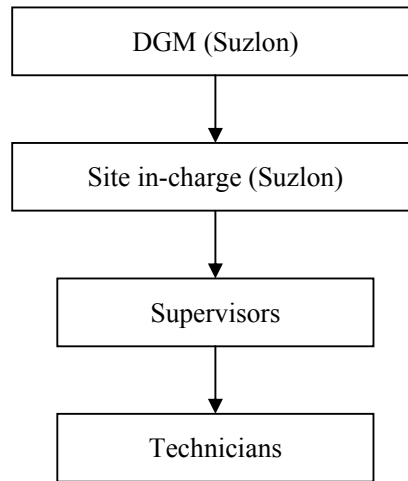 DGM (Suzlon)
Site in-charge (Suzlon)
Supervisors
Technicians